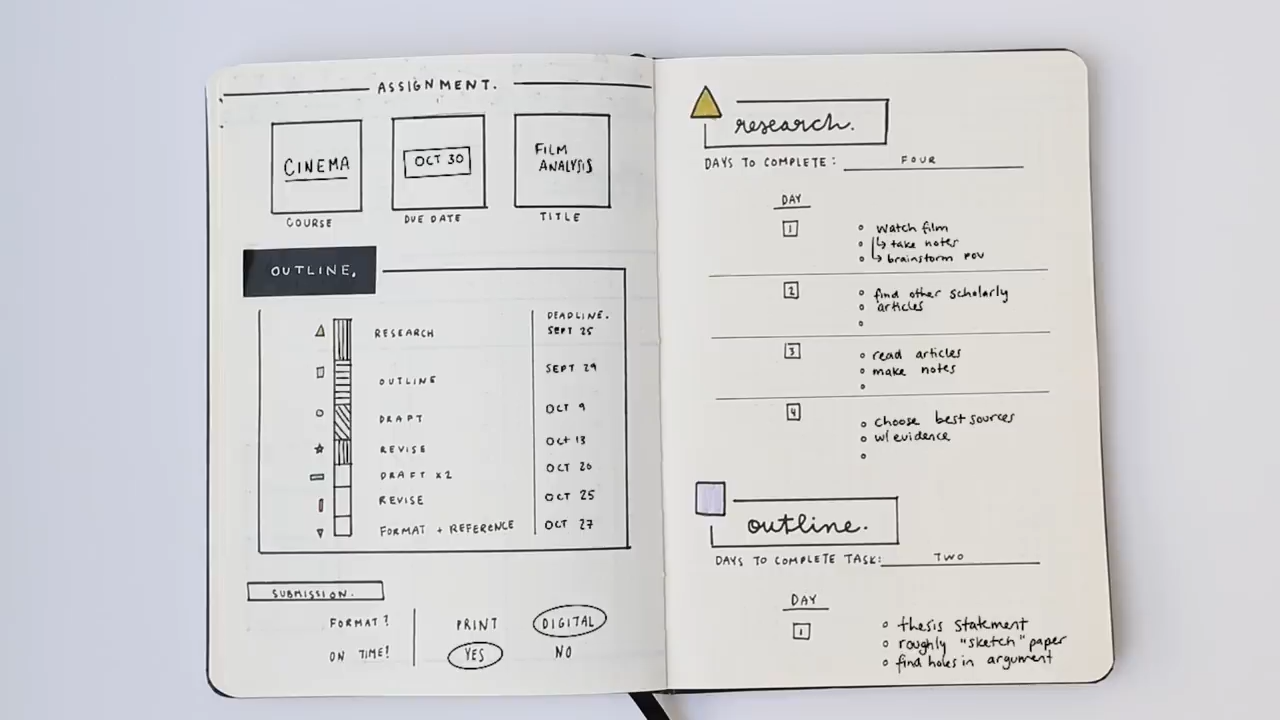 ASSIGNMENT.
CINEMA
COURSE
OCT 30
DUE DATE
FILM
ANALYSIS
TITLE
OUTLINE.
DEADLINE.
RESEARCH SEPT 25
OUTLINE SEPT 29
DRAFT OCT 9
REVISE Oct 13
DRAFT x2 OCT 20
REVISE OCT 25
FORMAT + REFERENCE OCT 27
SUBMISSION.
FORMAT? PRINT DIGITAL
ON TIME! YES NO
research.
DAYS TO COMPLETE: FOUR
DAY
1
watch film
take notes
brainstorm POV
2
find other scholarly
articles
3
read articles
make notes
4
choose best sources
w/ evidence
outline.
DAYS TO COMPLETE TASK: TWO
DAY
1
thesis statement
roughly "sketch" paper
find holes in argument